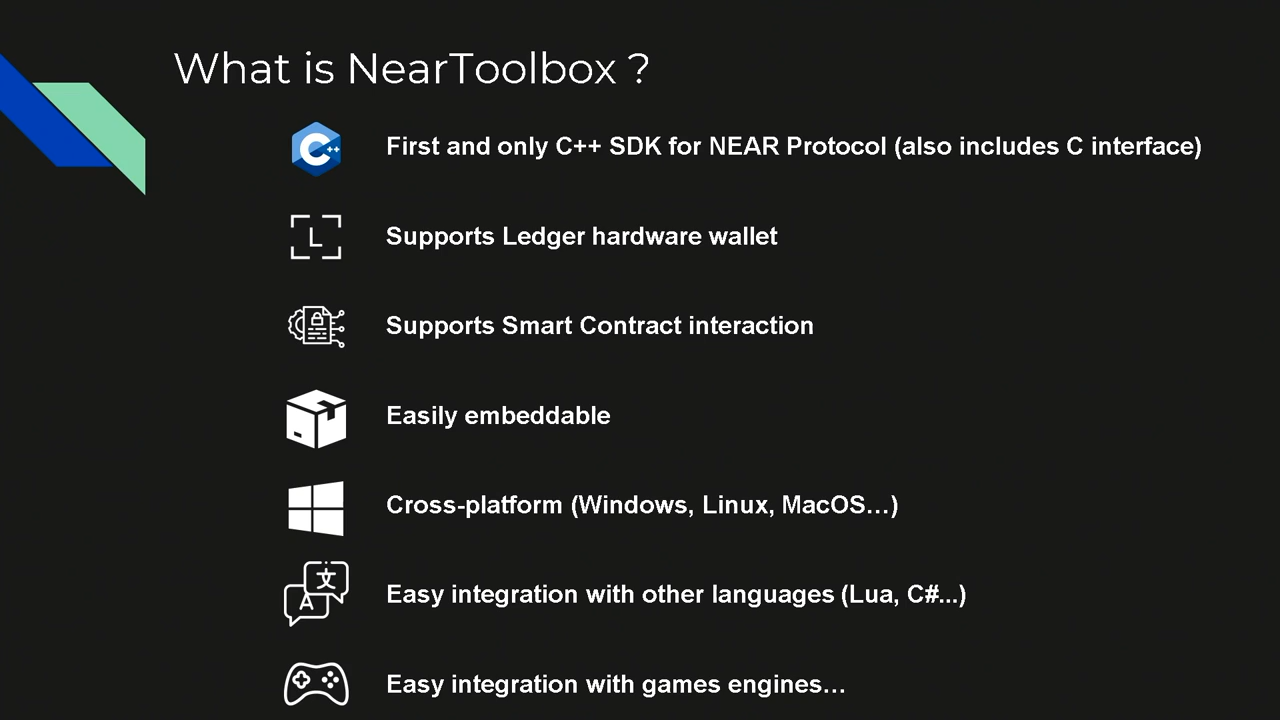 What is NearToolbox ?
C++
First and only C++ SDK for NEAR Protocol (also includes C interface)
L
Supports Ledger hardware wallet
Supports Smart Contract interaction
Easily embeddable
Cross-platform (Windows, Linux, MacOS...)
文
A
Easy integration with other languages (Lua, C#...)
Easy integration with games engines...